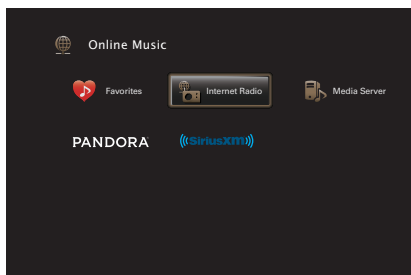 Online Music
Favorites
Internet Radio
Media Server
PANDORA
((SiriusXM))